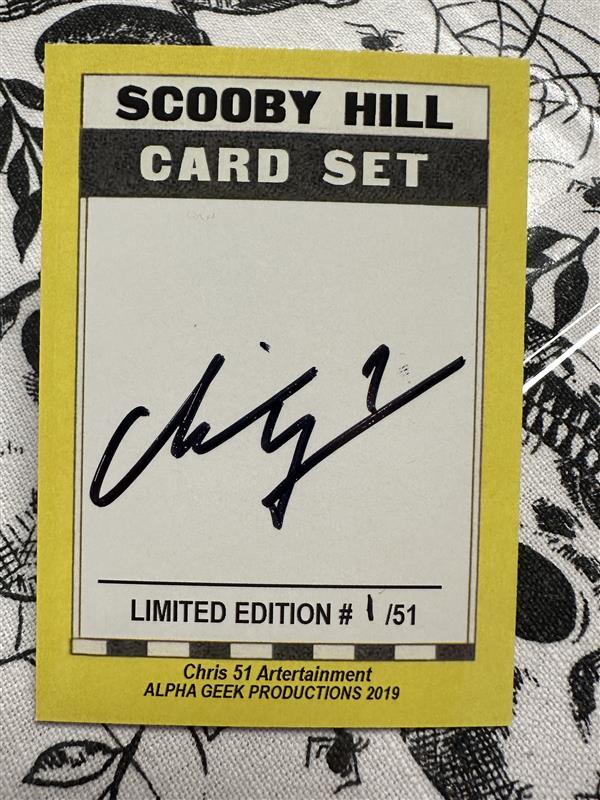 SCOOBY HILL
CARD SET
LIMITED EDITION # 1 /51
Chris 51 Artertainment
ALPHA GEEK PRODUCTIONS 2019